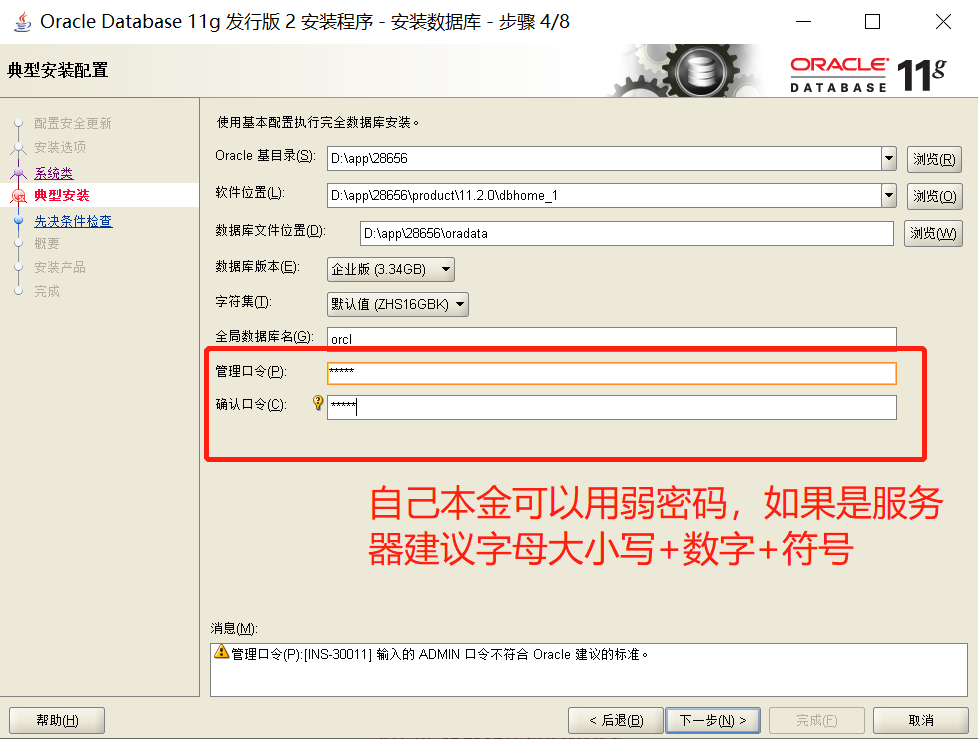 Oracle Database 11g 发行版 2 安装程序 - 安装数据库 - 步骤 4/8
典型安装配置
ORACLE
DATABASE
11g
配置安全更新
安装选项
系统类
典型安装
先决条件检查
概要
安装产品
完成
使用基本配置执行完全数据库安装。
Oracle 基目录(S): D:\app\28656 浏览(R)
软件位置(L): D:\app\28656\product\11.2.0\dbhome_1 浏览(O)
数据库文件位置(D): D:\app\28656\oradata 浏览(W)
数据库版本(E): 企业版 (3.34GB)
字符集(T): 默认值 (ZHS16GBK)
全局数据库名(G): orcl
管理口令(P): *****
确认口令(C): *****
自己本金可以用弱密码，如果是服务
器建议字母大小写+数字+符号
消息(M):
管理口令(P):[INS-30011] 输入的 ADMIN 口令不符合 Oracle 建议的标准。
帮助(H) < 后退(B) 下一步(N) > 完成(F) 取消